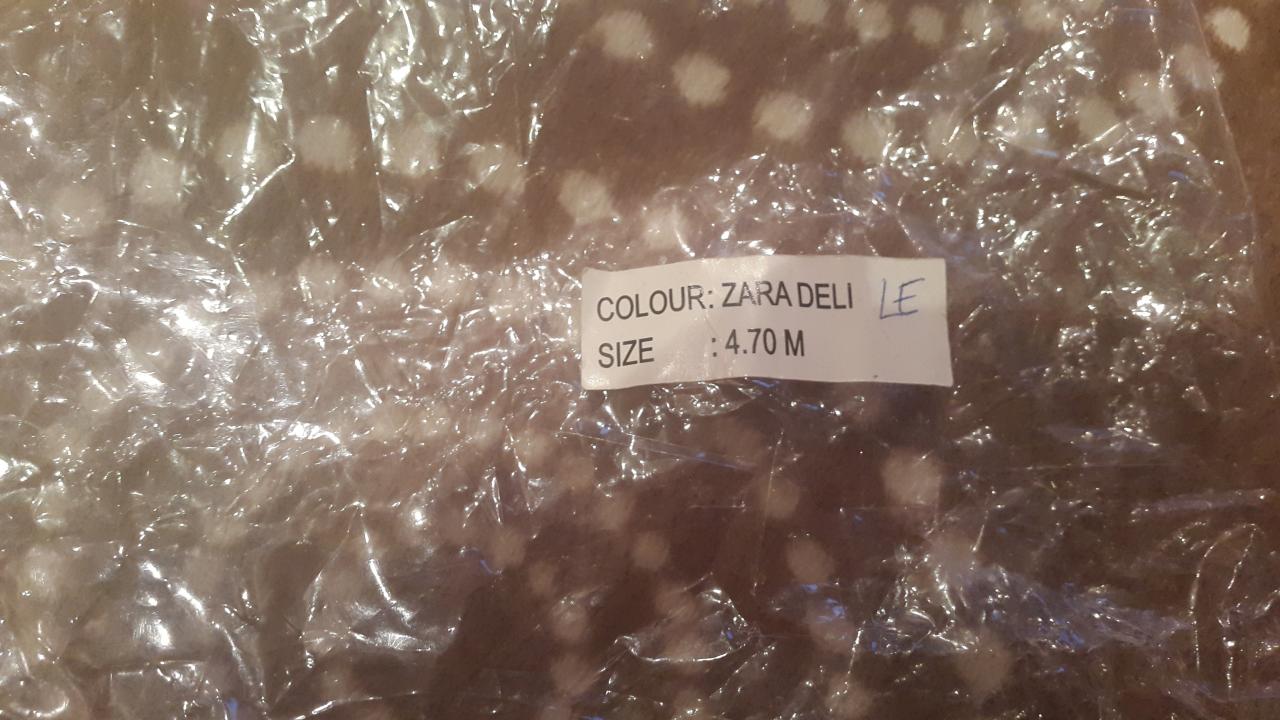 COLOUR: ZARA DELI LE
SIZE : 4.70 M